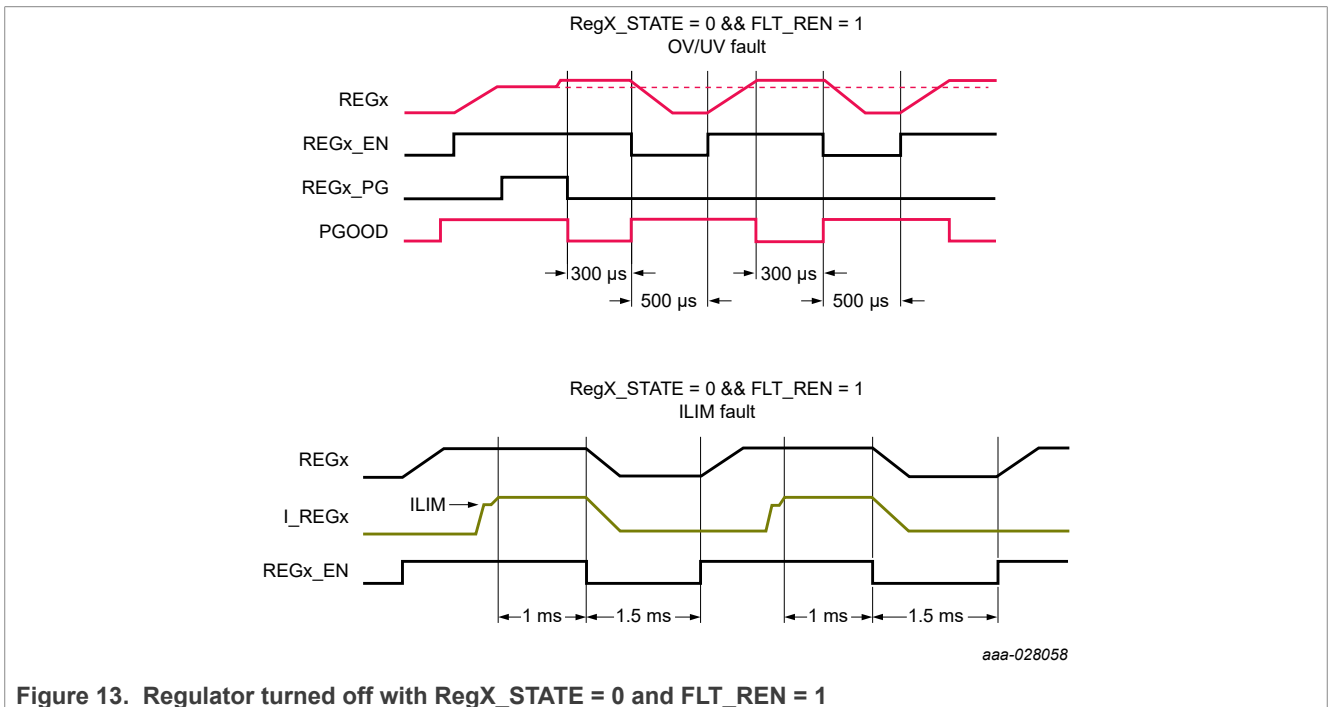 RegX_STATE = 0 && FLT_REN = 1
OV/UV fault
REGx
REGx_EN
REGx_PG
PGOOD
300 µs
300 µs
500 µs
500 µs
RegX_STATE = 0 && FLT_REN = 1
ILIM fault
REGx
ILIM
I_REGx
REGx_EN
1 ms
1.5 ms
1 ms
1.5 ms
aaa-028058
Figure 13. Regulator turned off with RegX_STATE = 0 and FLT_REN = 1